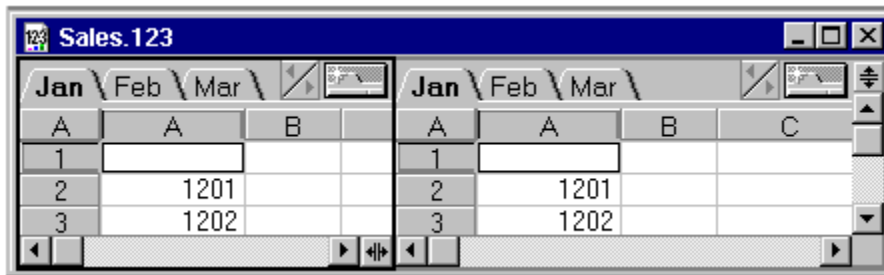 Sales.123
Jan Feb Mar Jan Feb Mar
A A B A A B C
1 1
2 1201 2 1201
3 1202 3 1202